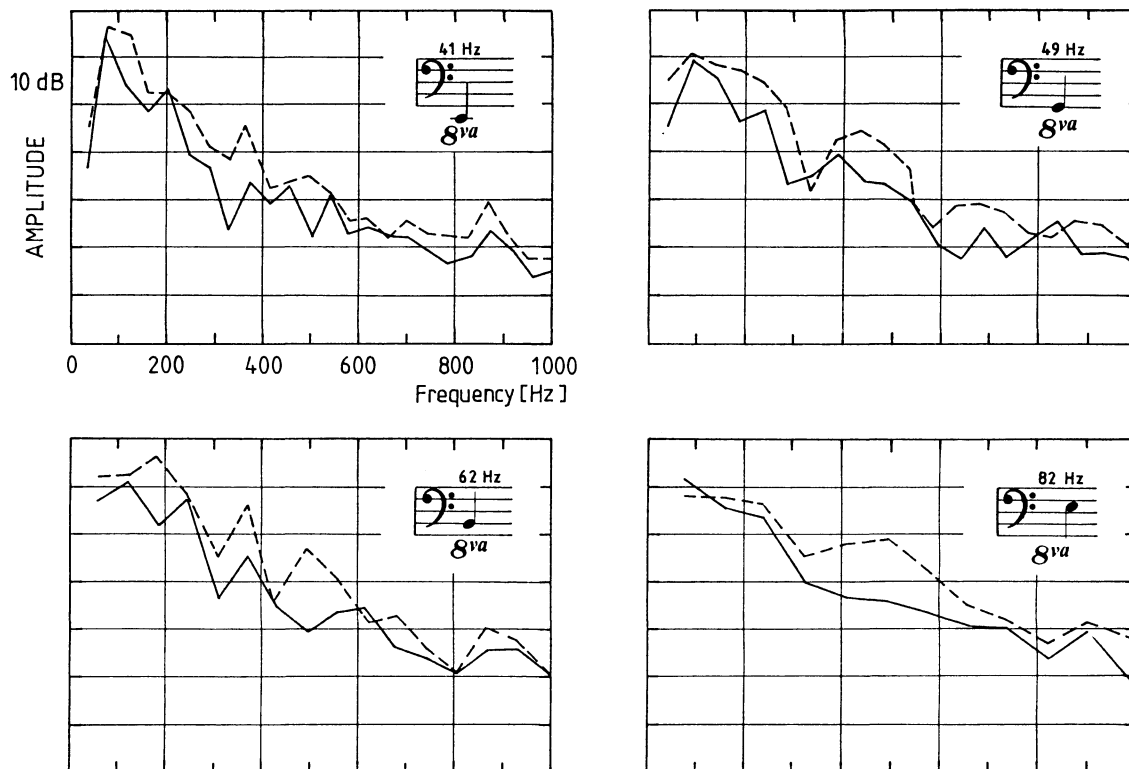 41 Hz
8va
49 Hz
8va
10 dB
AMPLITUDE
0 200 400 600 800 1000
Frequency [Hz]
62 Hz
8va
82 Hz
8va